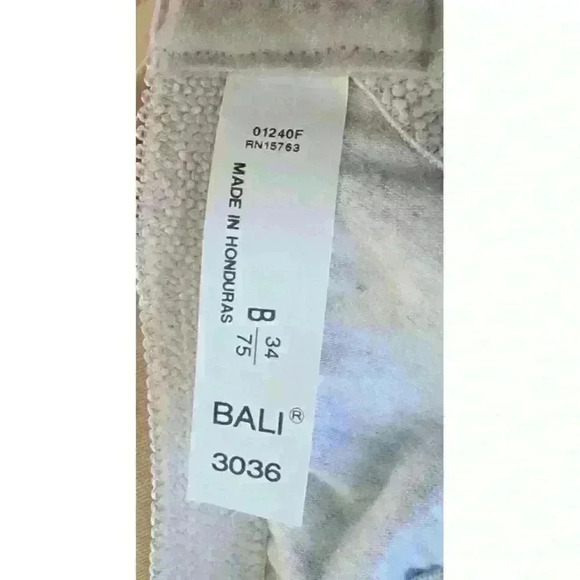 01240F
RN15763
MADE IN HONDURAS
B 34
75
BALI®
3036